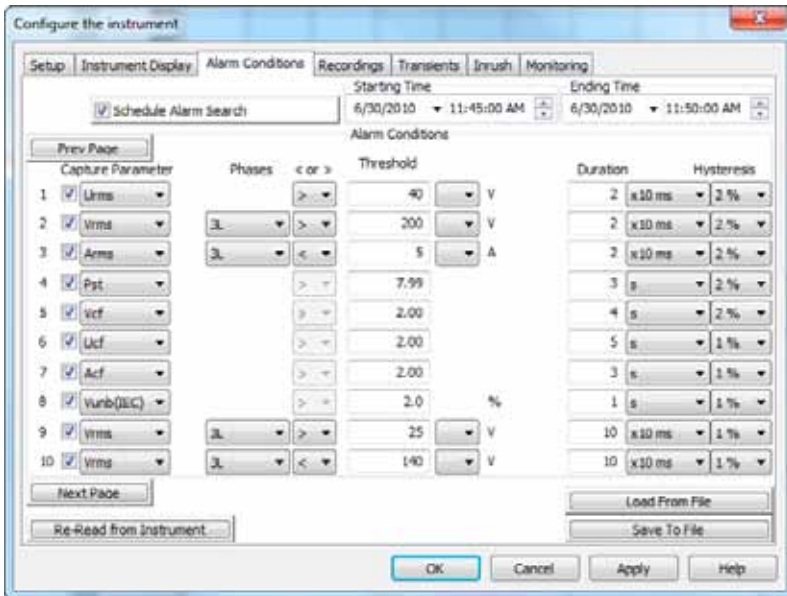 Configure the instrument
Setup Instrument Display Alarm Conditions Recordings Transients Inrush Monitoring
Starting Time Ending Time
Schedule Alarm Search 6/30/2010 11:45:00 AM 6/30/2010 11:50:00 AM
Alarm Conditions
Prev Page
Capture Parameter Phases < or > Threshold Duration Hysteresis
1 Urms > 40 V 2 x10 ms 2 %
2 Vrms 3L > 200 V 2 x10 ms 2 %
3 Arms 3L < 5 A 2 x10 ms 2 %
4 Pst > 7.99 3 s 2 %
5 Vcf > 2.00 4 s 2 %
6 Ucf > 2.00 5 s 1 %
7 Acf > 2.00 3 s 1 %
8 Vunb(IEC) > 2.0 % 1 s 1 %
9 Vrms 3L > 25 V 10 x10 ms 1 %
10 Vrms 3L < 140 V 10 x10 ms 1 %
Next Page
Load From File
Re-Read from Instrument Save To File
OK Cancel Apply Help